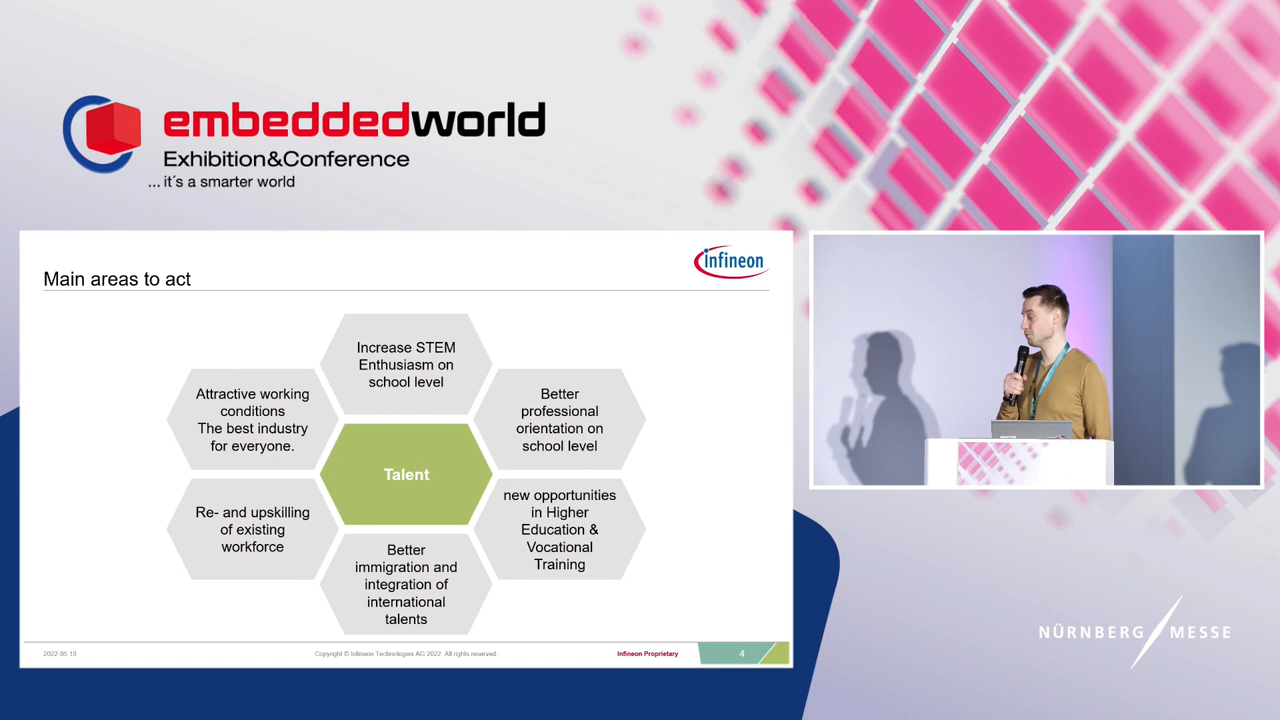 embeddedworld
Exhibition&Conference
... it´s a smarter world
infineon
Main areas to act
Increase STEM
Enthusiasm on
school level
Attractive working
conditions
The best industry
for everyone.
Better
professional
orientation on
school level
Talent
Re- and upskilling
of existing
workforce
new opportunities
in Higher
Education &
Vocational
Training
Better
immigration and
integration of
international
talents
2022-05-18
Copyright © Infineon Technologies AG 2022. All rights reserved.
Infineon Proprietary
4
NÜRNBERG MESSE